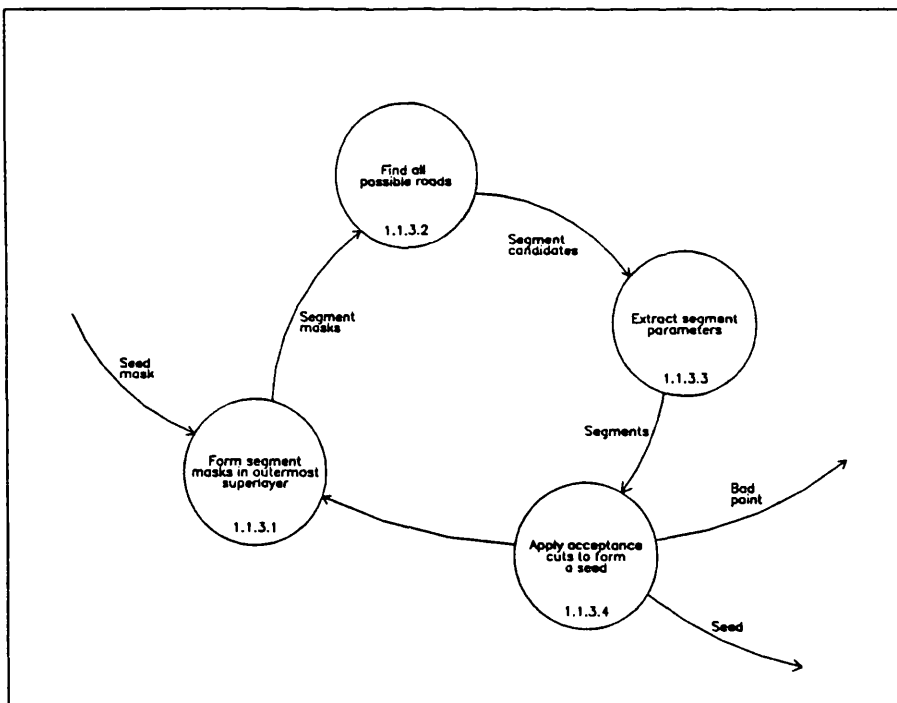 Find all
possible roads
1.1.3.2
Segment
candidates
Segment
masks
Extract segment
parameters
1.1.3.3
Seed
mask
Segments
Form segment
masks in outermost
superlayer
1.1.3.1
Bad
point
Apply acceptance
cuts to form
a seed
1.1.3.4
Seed